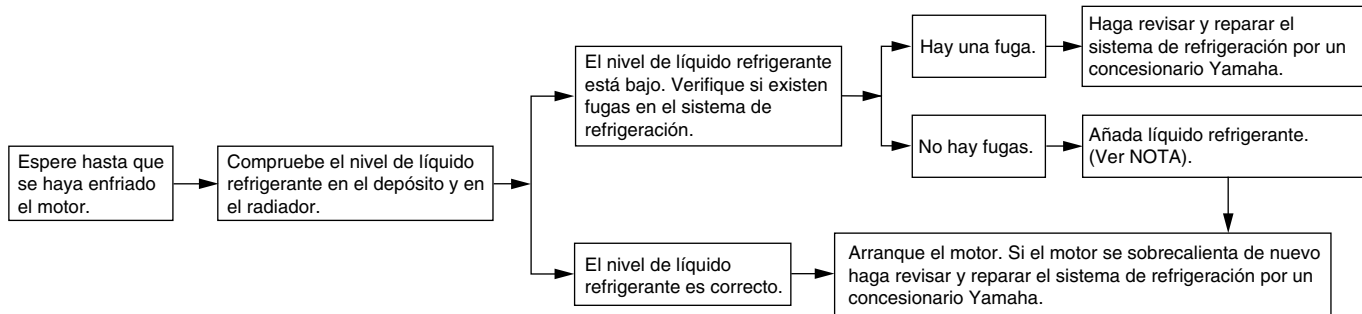 Espere hasta que
se haya enfriado
el motor.
Compruebe el nivel de líquido
refrigerante en el depósito y en
el radiador.
El nivel de líquido refrigerante
está bajo. Verifique si existen
fugas en el sistema de
refrigeración.
Hay una fuga.
Haga revisar y reparar el
sistema de refrigeración por un
concesionario Yamaha.
No hay fugas.
Añada líquido refrigerante.
(Ver NOTA).
El nivel de líquido
refrigerante es correcto.
Arranque el motor. Si el motor se sobrecalienta de nuevo
haga revisar y reparar el sistema de refrigeración por un
concesionario Yamaha.